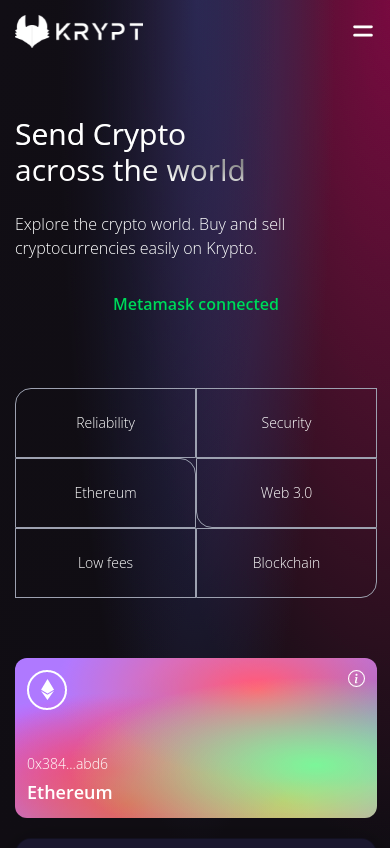 KRYPT
Send Crypto
across the world
Explore the crypto world. Buy and sell
cryptocurrencies easily on Krypto.
Metamask connected
Reliability
Security
Ethereum
Web 3.0
Low fees
Blockchain
0x384...abd6
Ethereum